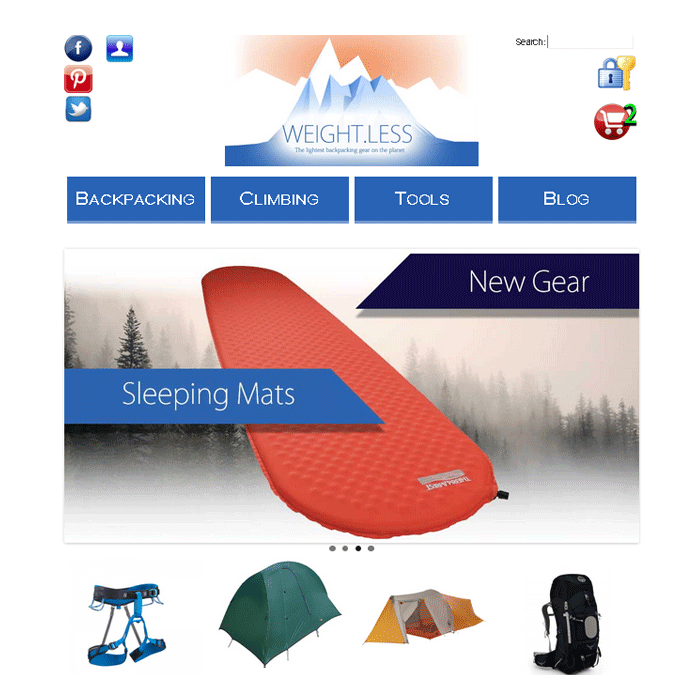 Search:
WEIGHT.LESS
The lightest backpacking gear on the planet.
2
Backpacking
Climbing
Tools
Blog
New Gear
Sleeping Mats
THERMAREST